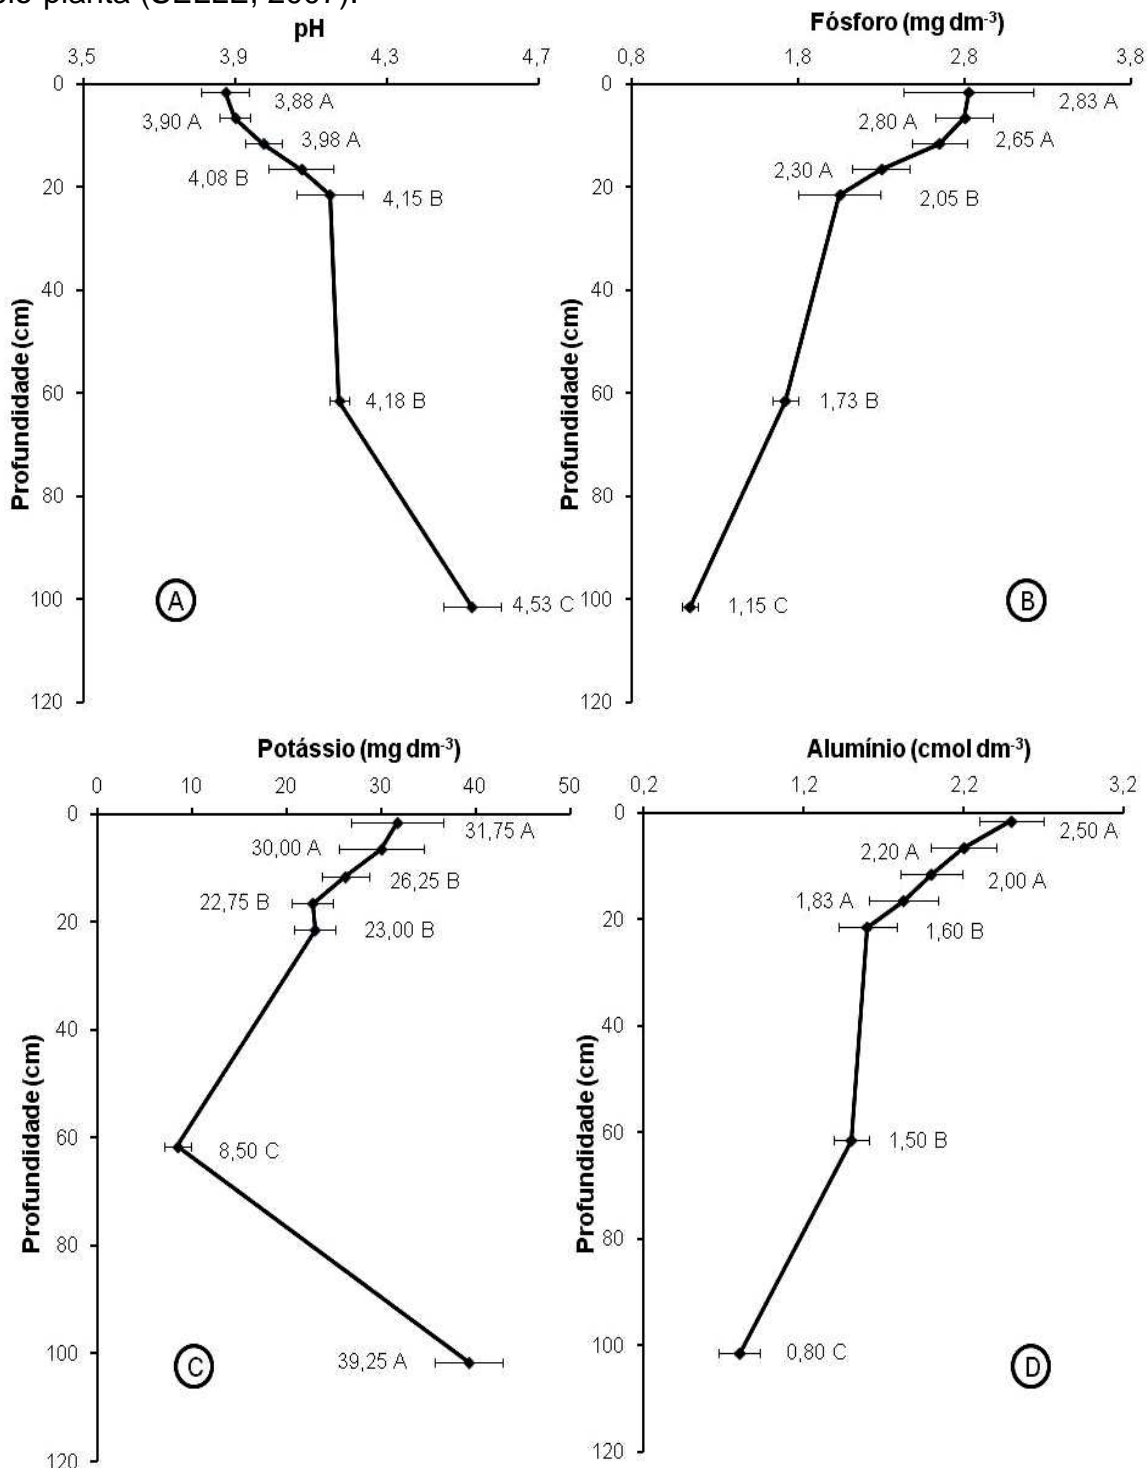 planta
2007).
pH
3,5 3,9 4,3 4,7
0
20
40
60
80
100
120
Profundidade (cm)
3,88 A
3,90 A
3,98 A
4,08 B
4,15 B
4,18 B
4,53 C
A
Fósforo (mg dm-3)
0,8 1,8 2,8 3,8
0
20
40
60
80
100
120
Profundidade (cm)
2,83 A
2,80 A
2,65 A
2,30 A
2,05 B
1,73 B
1,15 C
B
Potássio (mg dm-3)
0 10 20 30 40 50
0
20
40
60
80
100
120
Profundidade (cm)
31,75 A
30,00 A
26,25 B
22,75 B
23,00 B
8,50 C
39,25 A
C
Alumínio (cmol dm-3)
0,2 1,2 2,2 3,2
0
20
40
60
80
100
120
Profundidade (cm)
2,50 A
2,20 A
2,00 A
1,83 A
1,60 B
1,50 B
0,80 C
D